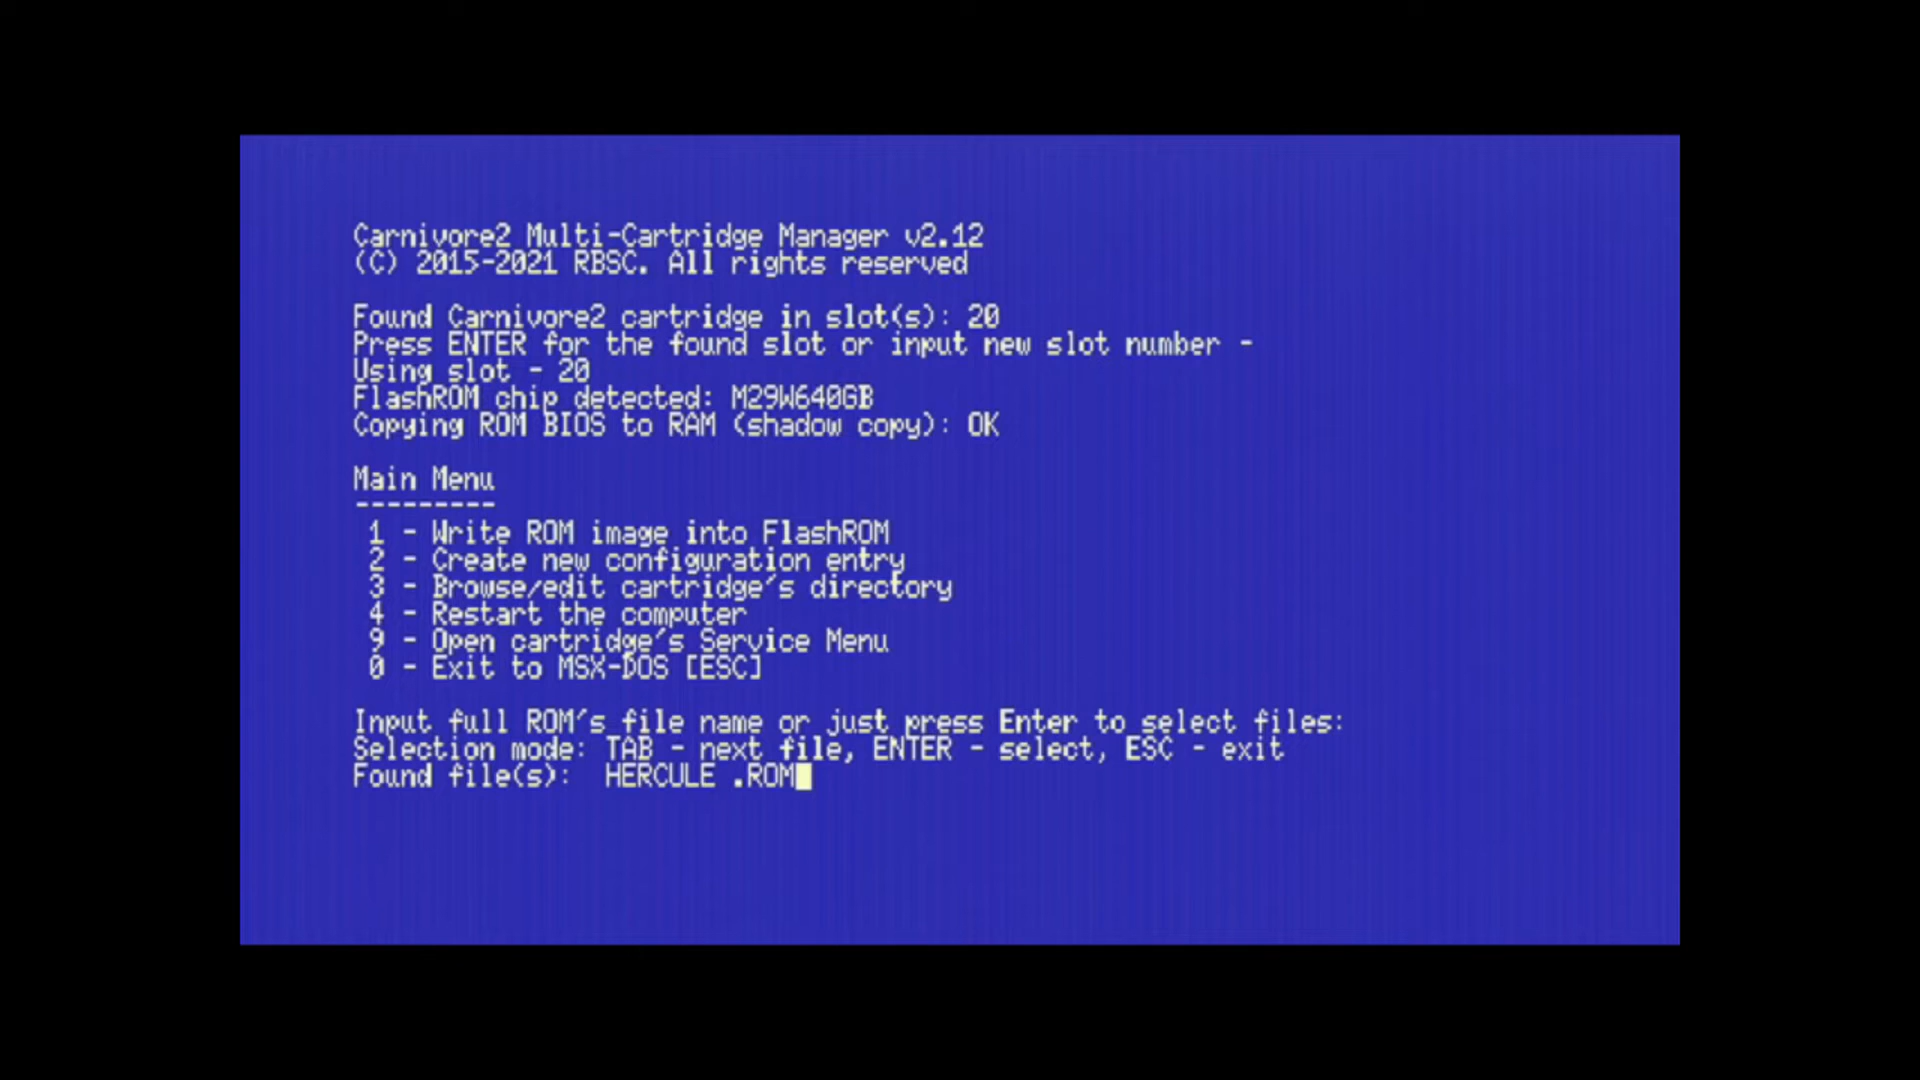 Carnivore2 Multi-Cartridge Manager v2.12
(C) 2015-2021 RBSC. All rights reserved
Found Carnivore2 cartridge in slot(s): 20
Press ENTER for the found slot or input new slot number -
Using slot - 20
FlashROM chip detected: M29W640GB
Copying ROM BIOS to RAM (shadow copy): OK
Main Menu
---------
1 - Write ROM image into FlashROM
2 - Create new configuration entry
3 - Browse/edit cartridge's directory
4 - Restart the computer
9 - Open cartridge's Service Menu
0 - Exit to MSX-DOS [ESC]
Input full ROM's file name or just press Enter to select files:
Selection mode: TAB - next file, ENTER - select, ESC - exit
Found file(s):  HERCULE .ROM